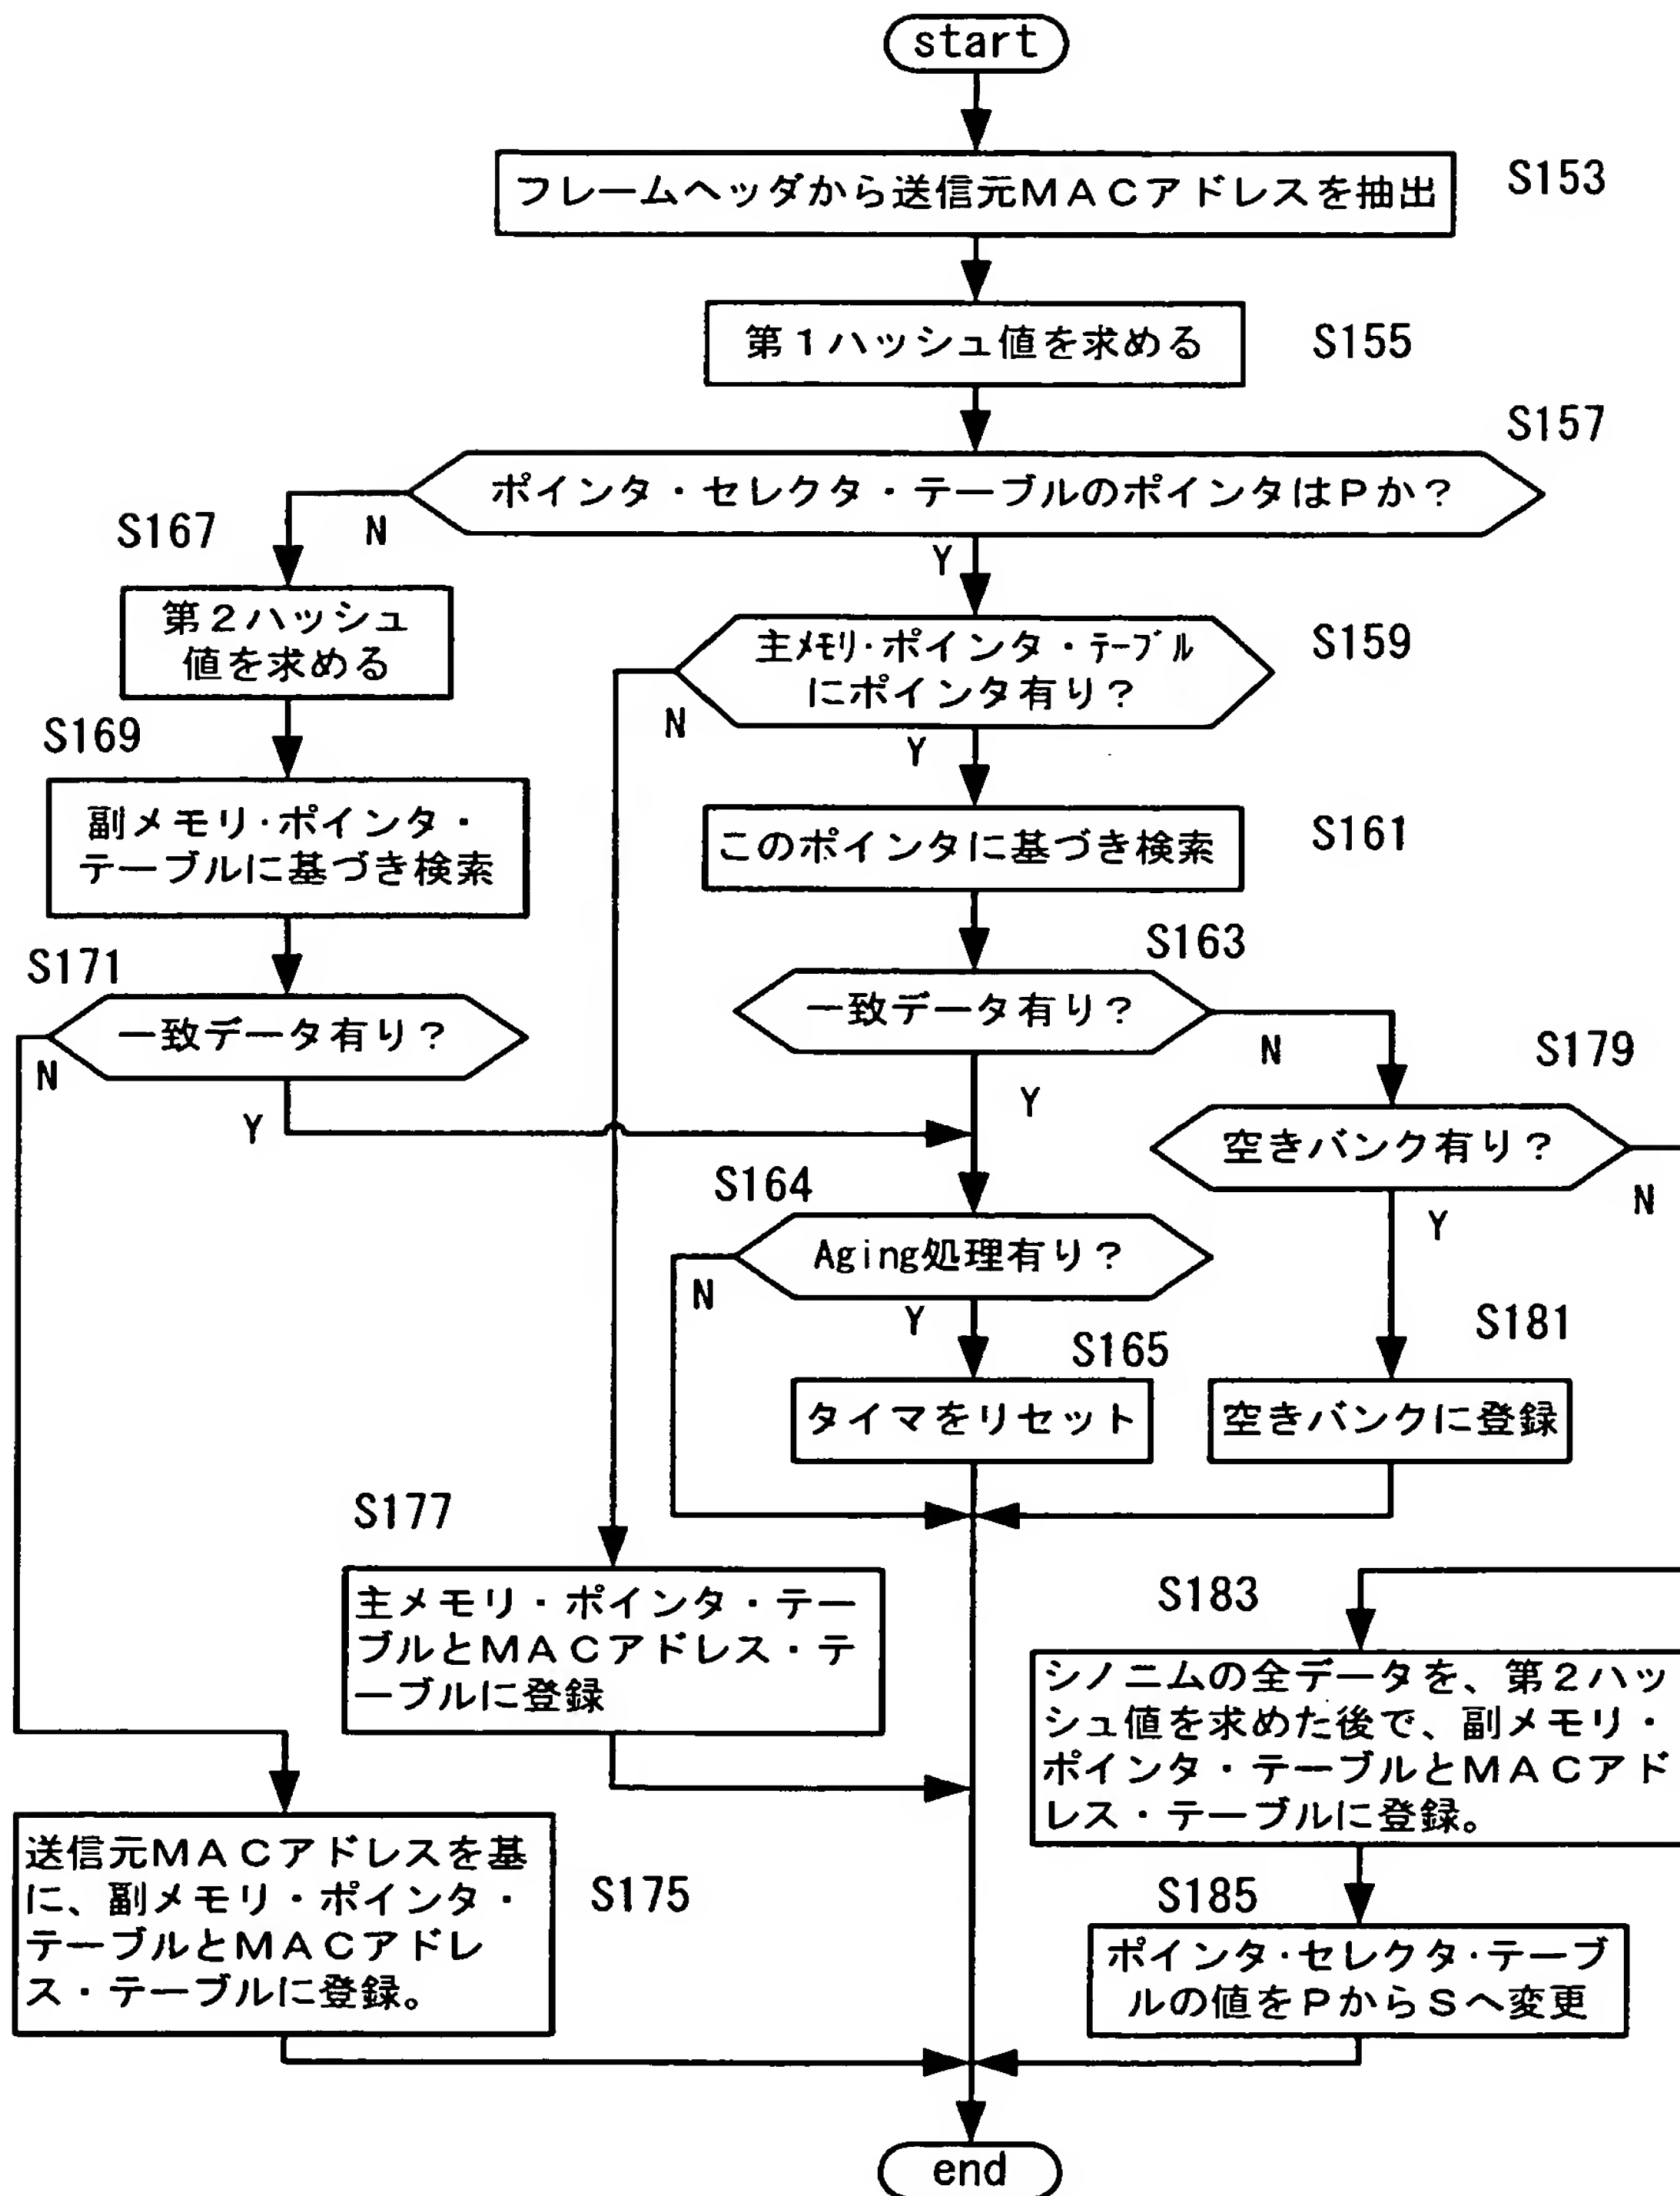 start
フレームヘッダから送信元ＭＡＣアドレスを抽出
S153
第１ハッシュ値を求める
S155
S157
ポインタ・セレクタ・テーブルのポインタはＰか？
S167
N
Y
第２ハッシュ
値を求める
主ﾒﾓﾘ・ポインタ・ﾃｰﾌﾞﾙ
にポインタ有り？
S159
S169
N
Y
副メモリ・ポインタ・
テーブルに基づき検索
このポインタに基づき検索
S161
S171
S163
一致データ有り？
一致データ有り？
N
N
S179
Y
Y
空きバンク有り？
S164
N
Y
Aging処理有り？
N
Y
S165
S181
タイマをリセット
空きバンクに登録
S177
主メモリ・ポインタ・テー
ブルとＭＡＣアドレス・テ
ーブルに登録
S183
シノニムの全データを、第２ハッ
シュ値を求めた後で、副メモリ・
ポインタ・テーブルとＭＡＣアド
レス・テーブルに登録。
送信元ＭＡＣアドレスを基
に、副メモリ・ポインタ・
テーブルとＭＡＣアドレ
ス・テーブルに登録。
S175
S185
ポインタ・セレクタ・テーブ
ルの値をＰからＳへ変更
end